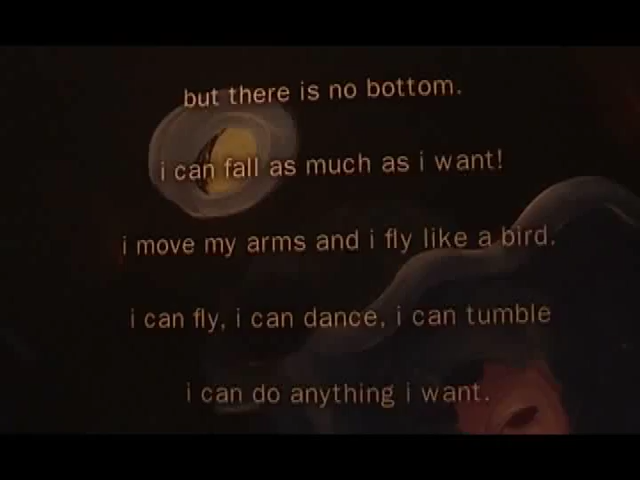 but there is no bottom.
i can fall as much as i want!
i move my arms and i fly like a bird.
i can fly, i can dance, i can tumble
i can do anything i want.